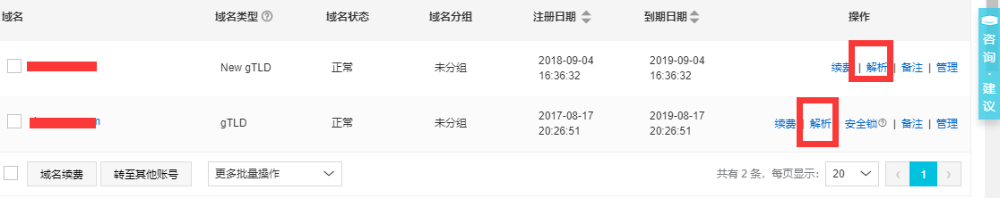 域名 域名类型 ? 域名状态 域名分组 注册日期 到期日期 操作
New gTLD 正常 未分组 2018-09-04 16:36:32 2019-09-04 16:36:32 续费 | 解析 | 备注 | 管理
gTLD 正常 未分组 2017-08-17 20:26:51 2019-08-17 20:26:51 续费 | 解析 | 安全锁 ? | 备注 | 管理
域名续费 转至其他账号 更多批量操作 共有 2 条，每页显示: 20 ‹ 1 ›
咨询·建议